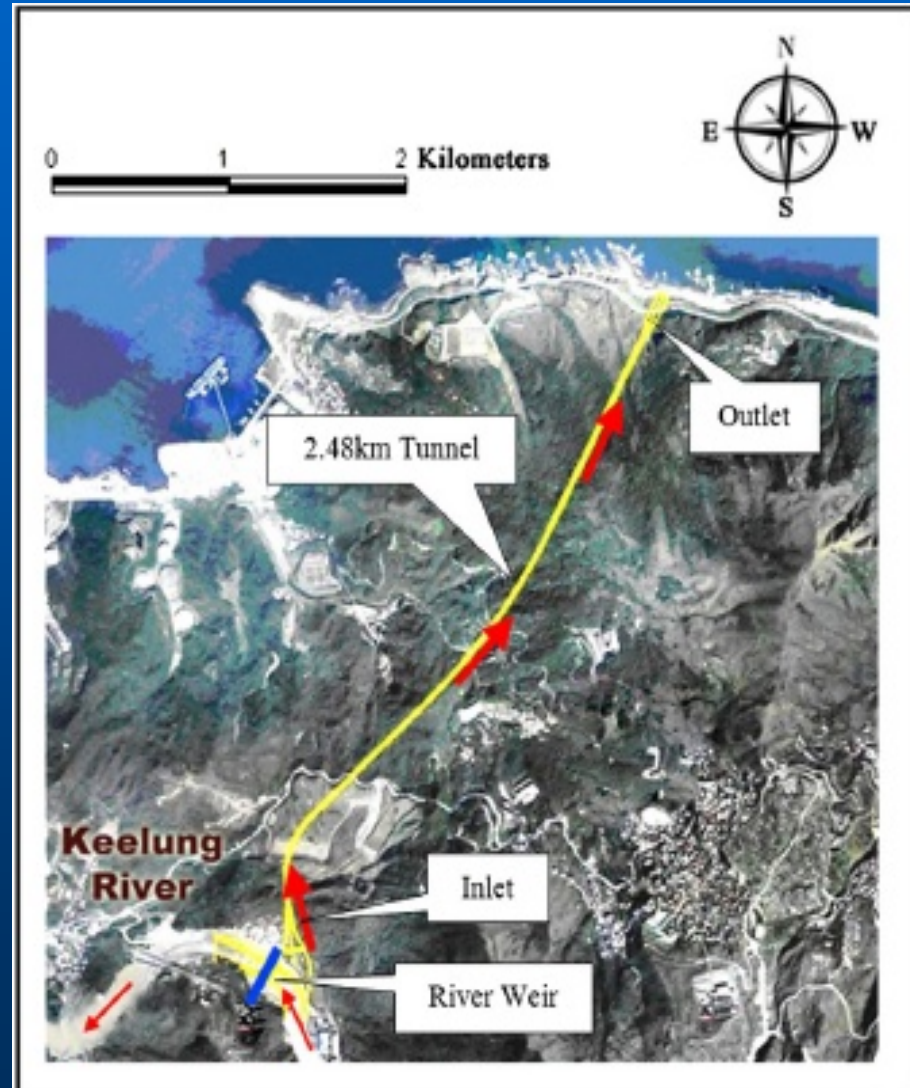 N
E W
S
0 1 2 Kilometers
Outlet
2.48km Tunnel
Keelung
River
Inlet
River Weir